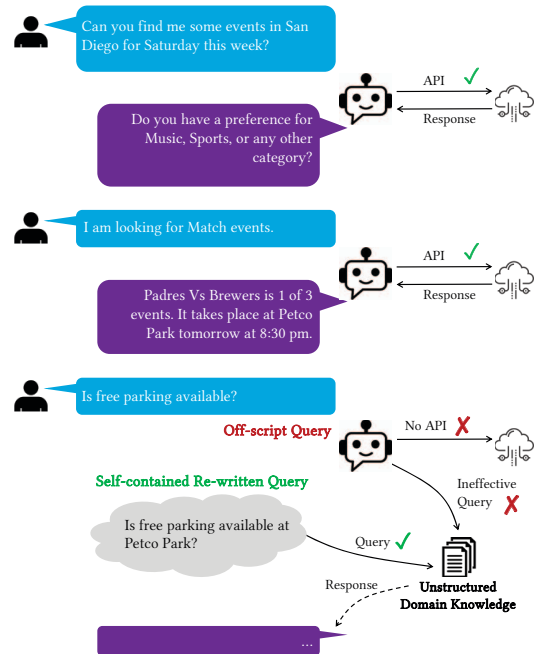 Can you find me some events in San
Diego for Saturday this week?
API
Response
Do you have a preference for
Music, Sports, or any other
category?
I am looking for Match events.
API
Response
Padres Vs Brewers is 1 of 3
events. It takes place at Petco
Park tomorrow at 8:30 pm.
Is free parking available?
Off-script Query
No API
Self-contained Re-written Query
Ineffective
Query
Is free parking available at
Petco Park?
Query
Response
Unstructured
Domain Knowledge
...